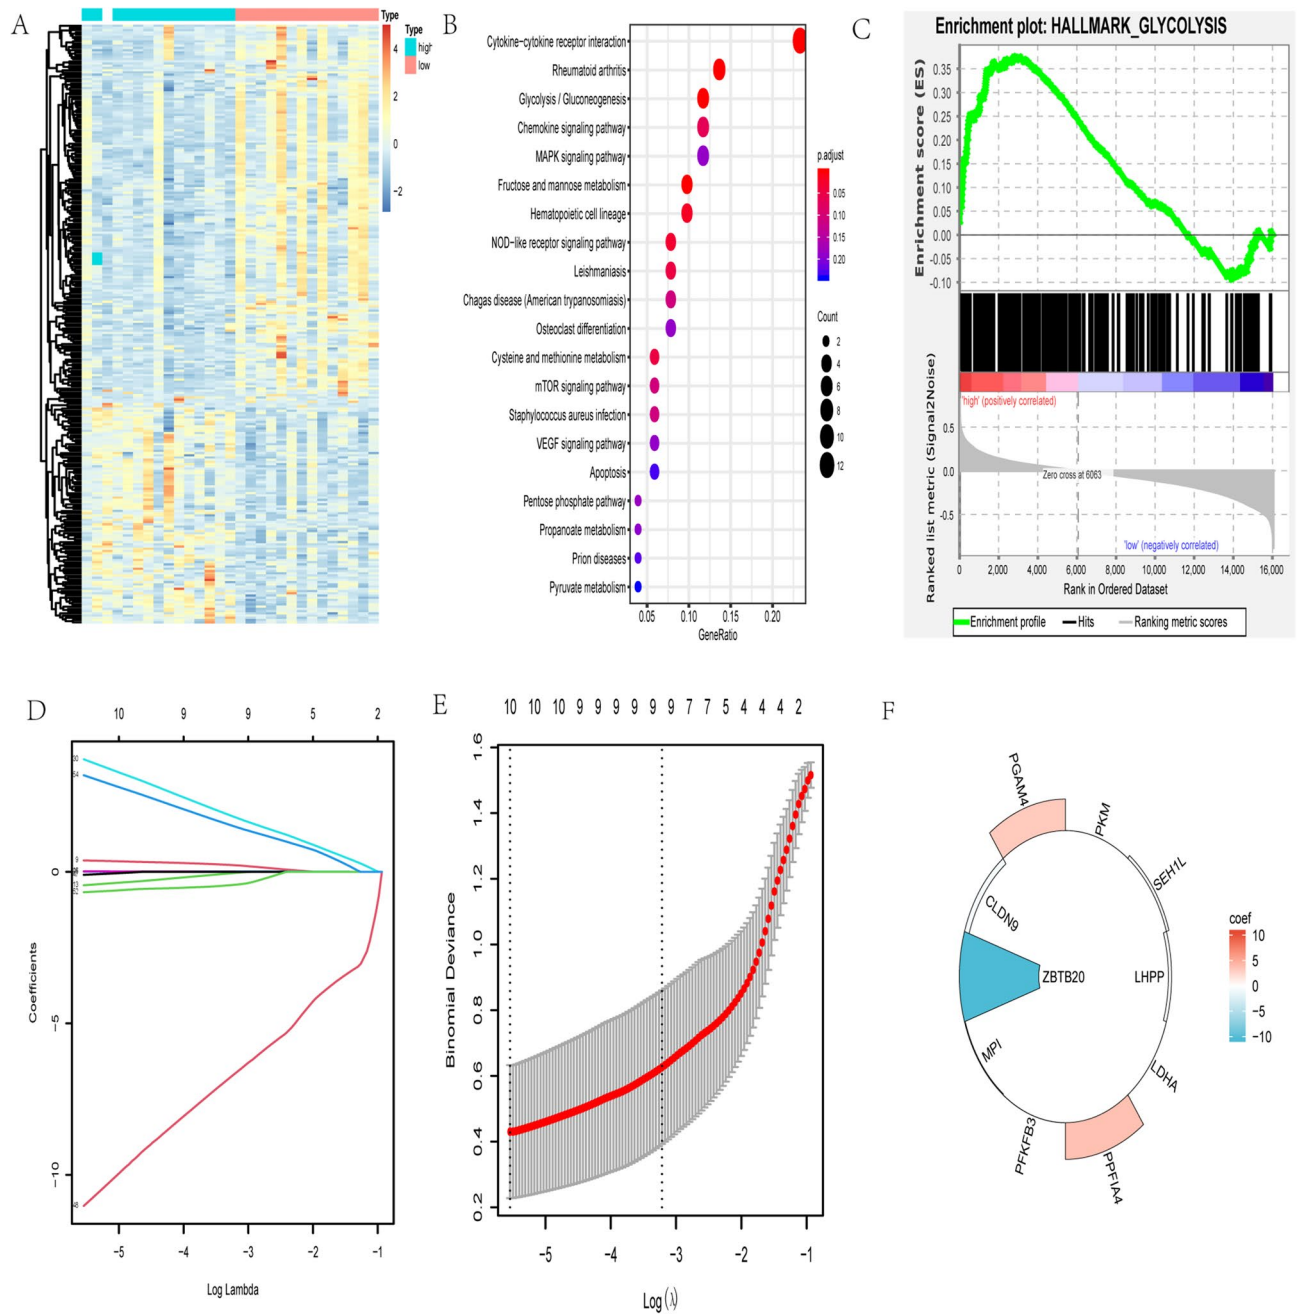 A
Type
4
2
0
−2
Type
high
low
B
Cytokine−cytokine receptor interaction
Rheumatoid arthritis
Glycolysis / Gluconeogenesis
Chemokine signaling pathway
MAPK signaling pathway
Fructose and mannose metabolism
Hematopoietic cell lineage
NOD−like receptor signaling pathway
Leishmaniasis
Chagas disease (American trypanosomiasis)
Osteoclast differentiation
Cysteine and methionine metabolism
mTOR signaling pathway
Staphylococcus aureus infection
VEGF signaling pathway
Apoptosis
Pentose phosphate pathway
Propanoate metabolism
Prion diseases
Pyruvate metabolism
0.05 0.10 0.15 0.20
GeneRatio
p.adjust
0.05
0.10
0.15
0.20
Count
2
4
6
8
10
12
C
Enrichment plot: HALLMARK_GLYCOLYSIS
Enrichment score (ES)
0.35
0.30
0.25
0.20
0.15
0.10
0.05
0.00
-0.05
-0.10
'high' (positively correlated)
Ranked list metric (Signal2Noise)
0.5
0.0
-0.5
Zero cross at 6063
'low' (negatively correlated)
0 2,000 4,000 6,000 8,000 10,000 12,000 14,000 16,000
Rank in Ordered Dataset
Enrichment profile Hits Ranking metric scores
D
10 9 9 5 2
Coefficients
0
−5
−10
9
−5 −4 −3 −2 −1
Log Lambda
E
10 10 10 9 9 9 9 9 9 9 7 7 5 4 4 4 2
Binomial Deviance
1.6
1.4
1.2
1.0
0.8
0.6
0.4
0.2
−5 −4 −3 −2 −1
Log (λ)
F
PGAM4
PKM
SEH1L
CLDN9
ZBTB20
LHPP
MPI
LDHA
PFKFB3
PPFIA4
coef
10
5
0
−5
−10